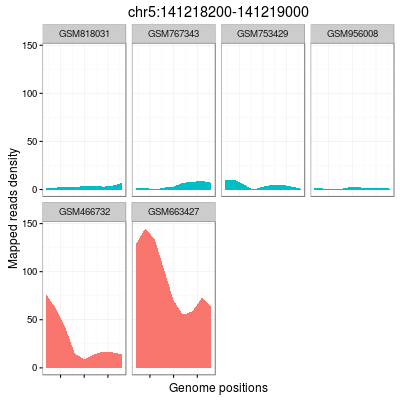 chr5:141218200-141219000
GSM818031 GSM767343 GSM753429 GSM956008
150
100
50
0
GSM466732 GSM663427
150
100
50
0
Mapped reads density
Genome positions